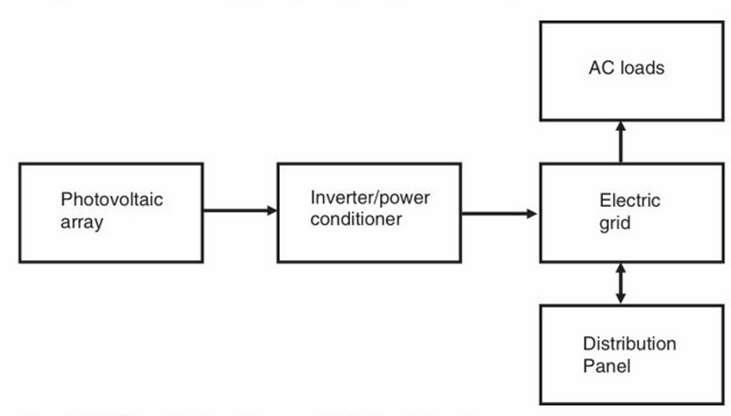 AC loads
Photovoltaic
array
Inverter/power
conditioner
Electric
grid
Distribution
Panel